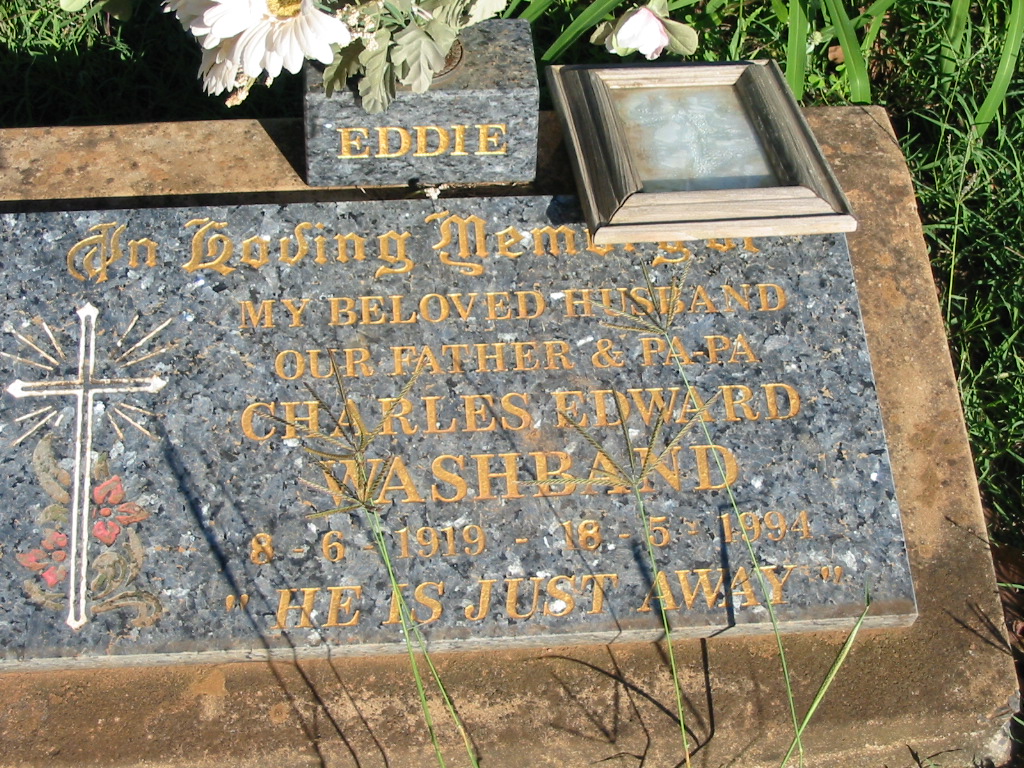 EDDIE
In Loving Memory of
MY BELOVED HUSBAND
OUR FATHER & PA-PA
CHARLES EDWARD
WASHBAND
8 - 6 - 1919 - 18 - 5 - 1994
" HE IS JUST AWAY "